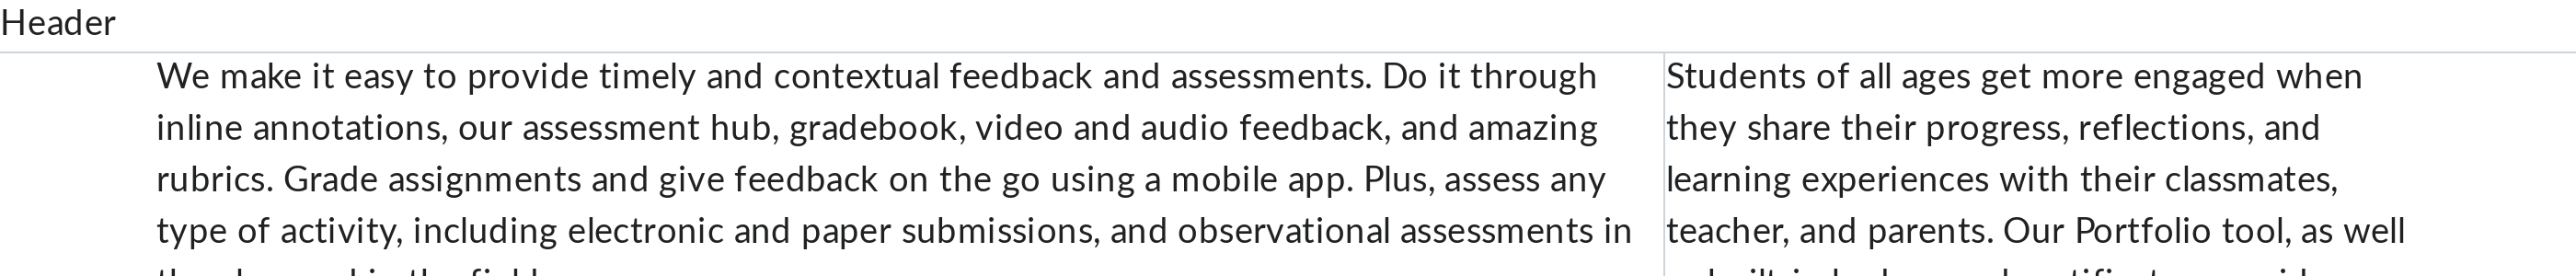 Header
We make it easy to provide timely and contextual feedback and assessments. Do it through
inline annotations, our assessment hub, gradebook, video and audio feedback, and amazing
rubrics. Grade assignments and give feedback on the go using a mobile app. Plus, assess any
type of activity, including electronic and paper submissions, and observational assessments in
Students of all ages get more engaged when
they share their progress, reflections, and
learning experiences with their classmates,
teacher, and parents. Our Portfolio tool, as well